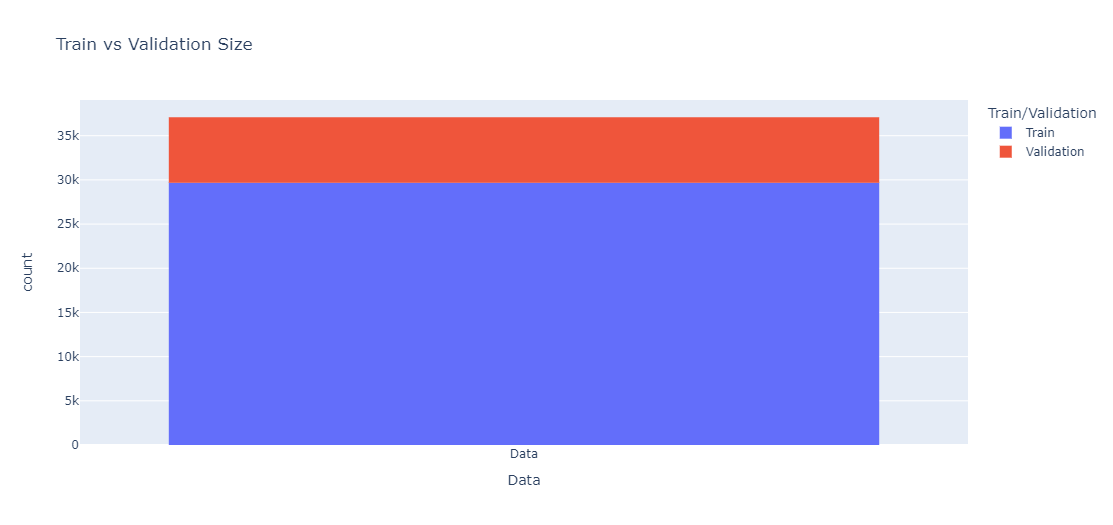 Train vs Validation Size
Train/Validation
Train
Validation
count
35k
30k
25k
20k
15k
10k
5k
0
Data
Data